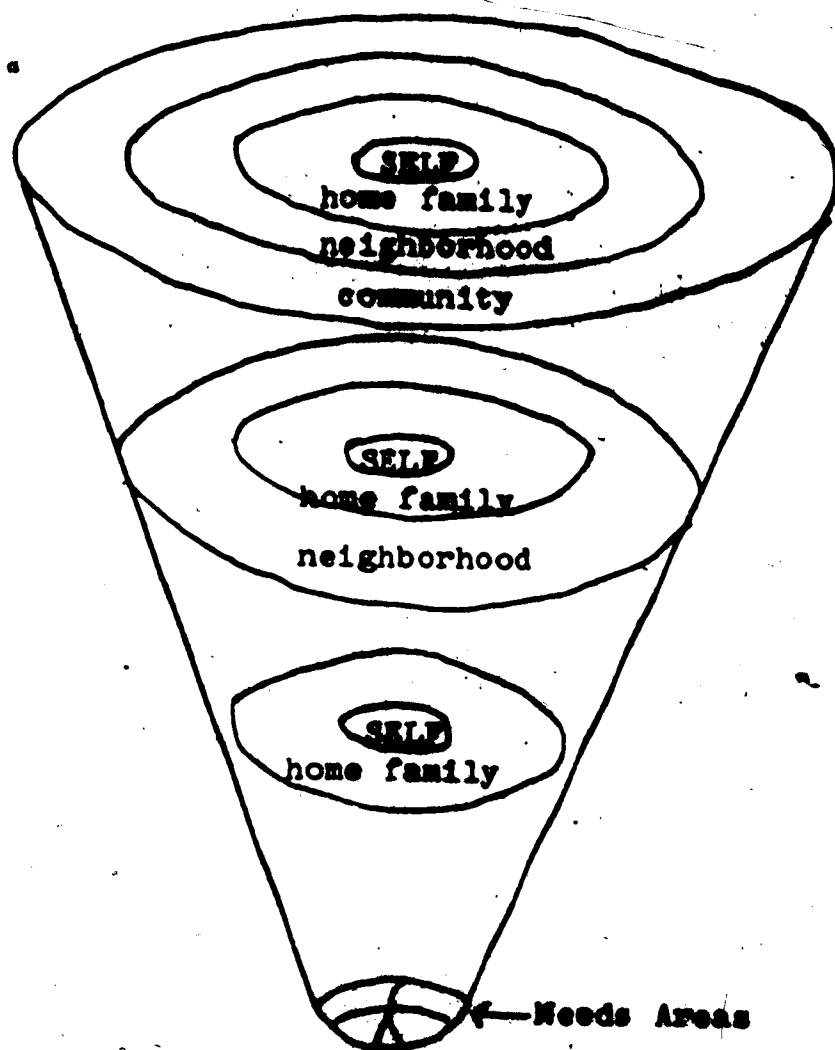 SELF
home family
neighborhood
community
SELF
home family
neighborhood
SELF
home family
Needs Areas